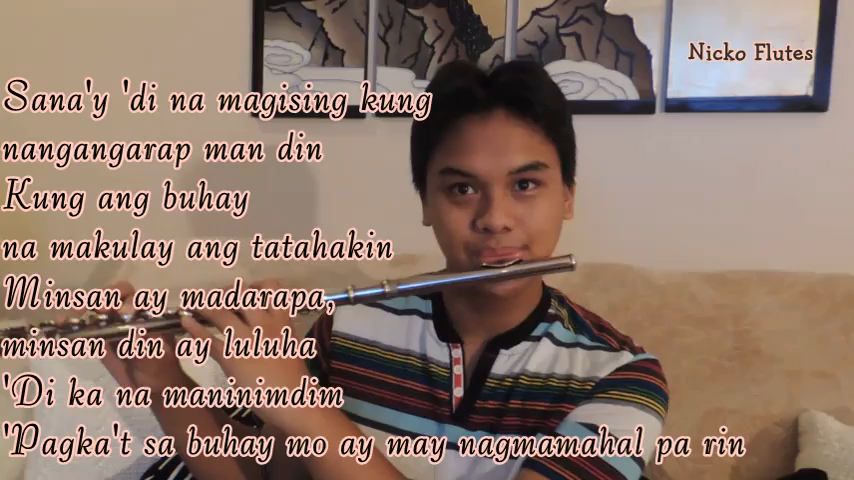 Nicko Flutes
Sana'y 'di na magising kung
nangangarap man din
Kung ang buhay
na makulay ang tatahakin
Minsan ay madarapa,
minsan din ay luluha
'Di ka na maninimdim
'Pagka't sa buhay mo ay may nagmamahal pa rin